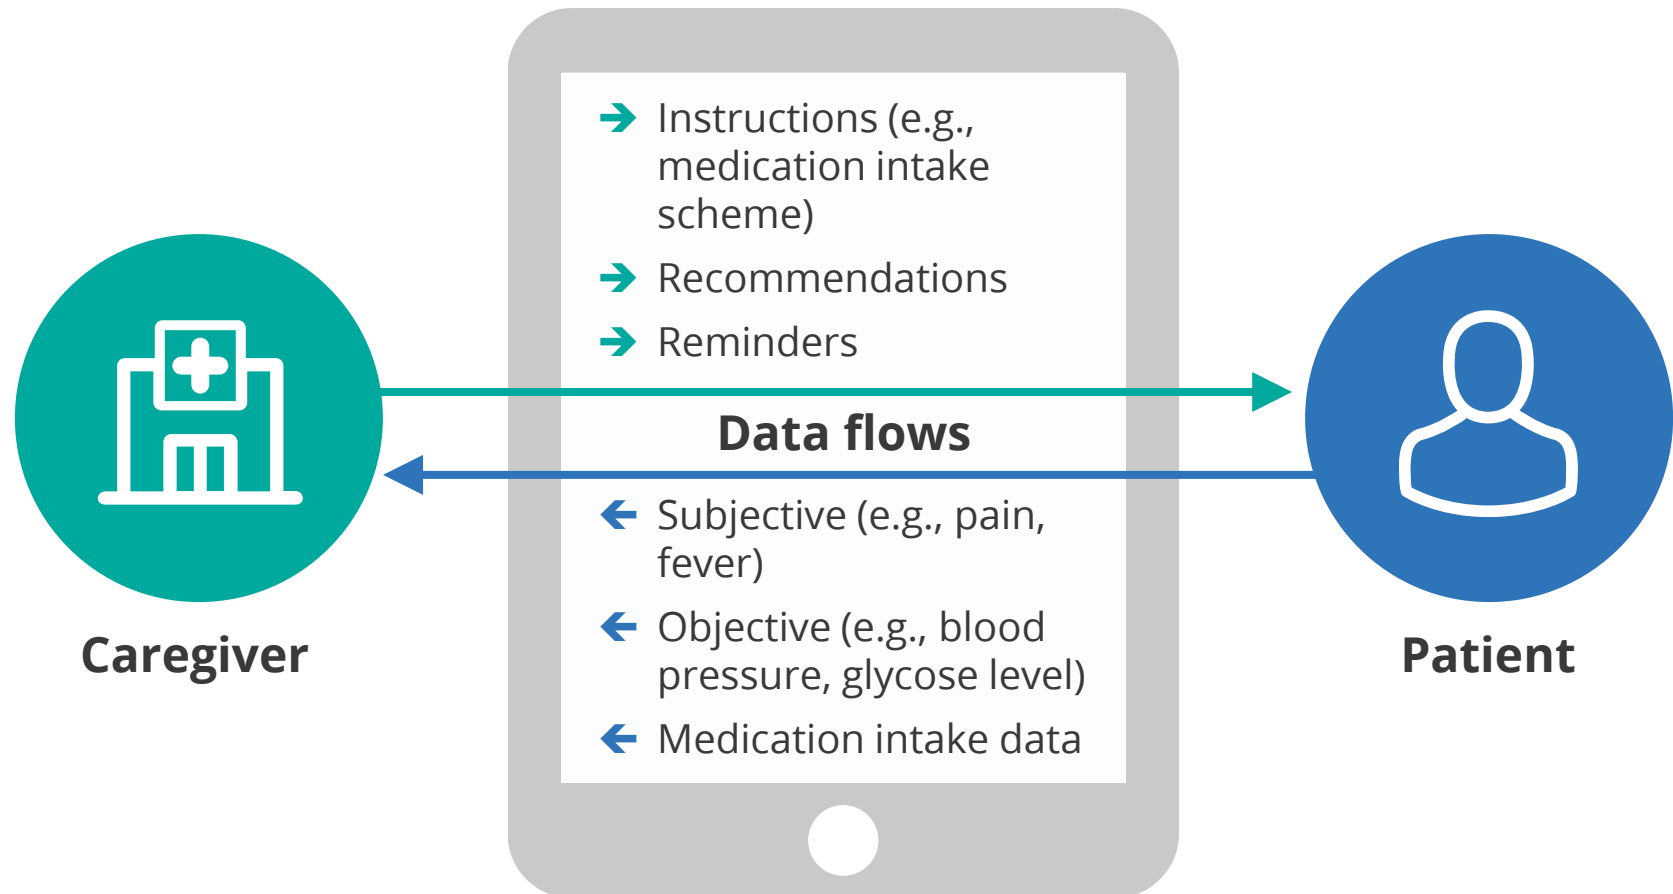 Instructions (e.g.,
medication intake
scheme)
Recommendations
Reminders
Data flows
Subjective (e.g., pain,
fever)
Objective (e.g., blood
pressure, glycose level)
Medication intake data
Caregiver
Patient